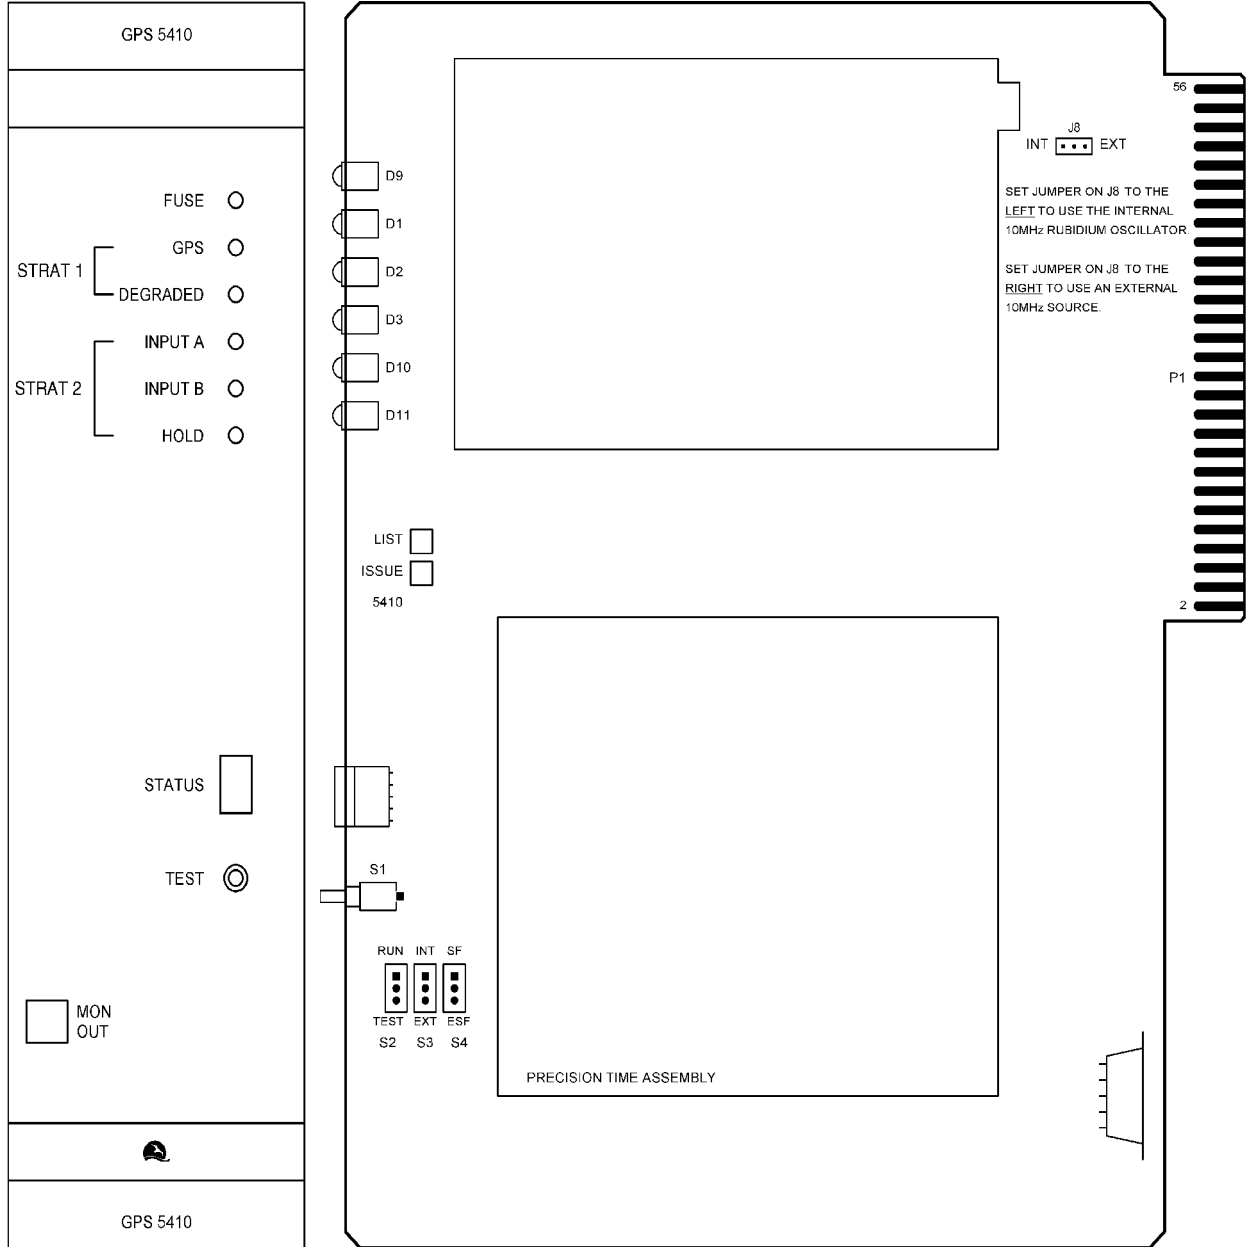 GPS 5410
FUSE
GPS
STRAT 1
DEGRADED
INPUT A
STRAT 2
INPUT B
HOLD
STATUS
TEST
MON
OUT
GPS 5410
D9
D1
D2
D3
D10
D11
LIST
ISSUE
5410
S1
RUN INT SF
TEST EXT ESF
S2 S3 S4
PRECISION TIME ASSEMBLY
J8
INT EXT
SET JUMPER ON J8 TO THE
LEFT TO USE THE INTERNAL
10MHz RUBIDIUM OSCILLATOR.
SET JUMPER ON J8 TO THE
RIGHT TO USE AN EXTERNAL
10MHz SOURCE.
56
P1
2